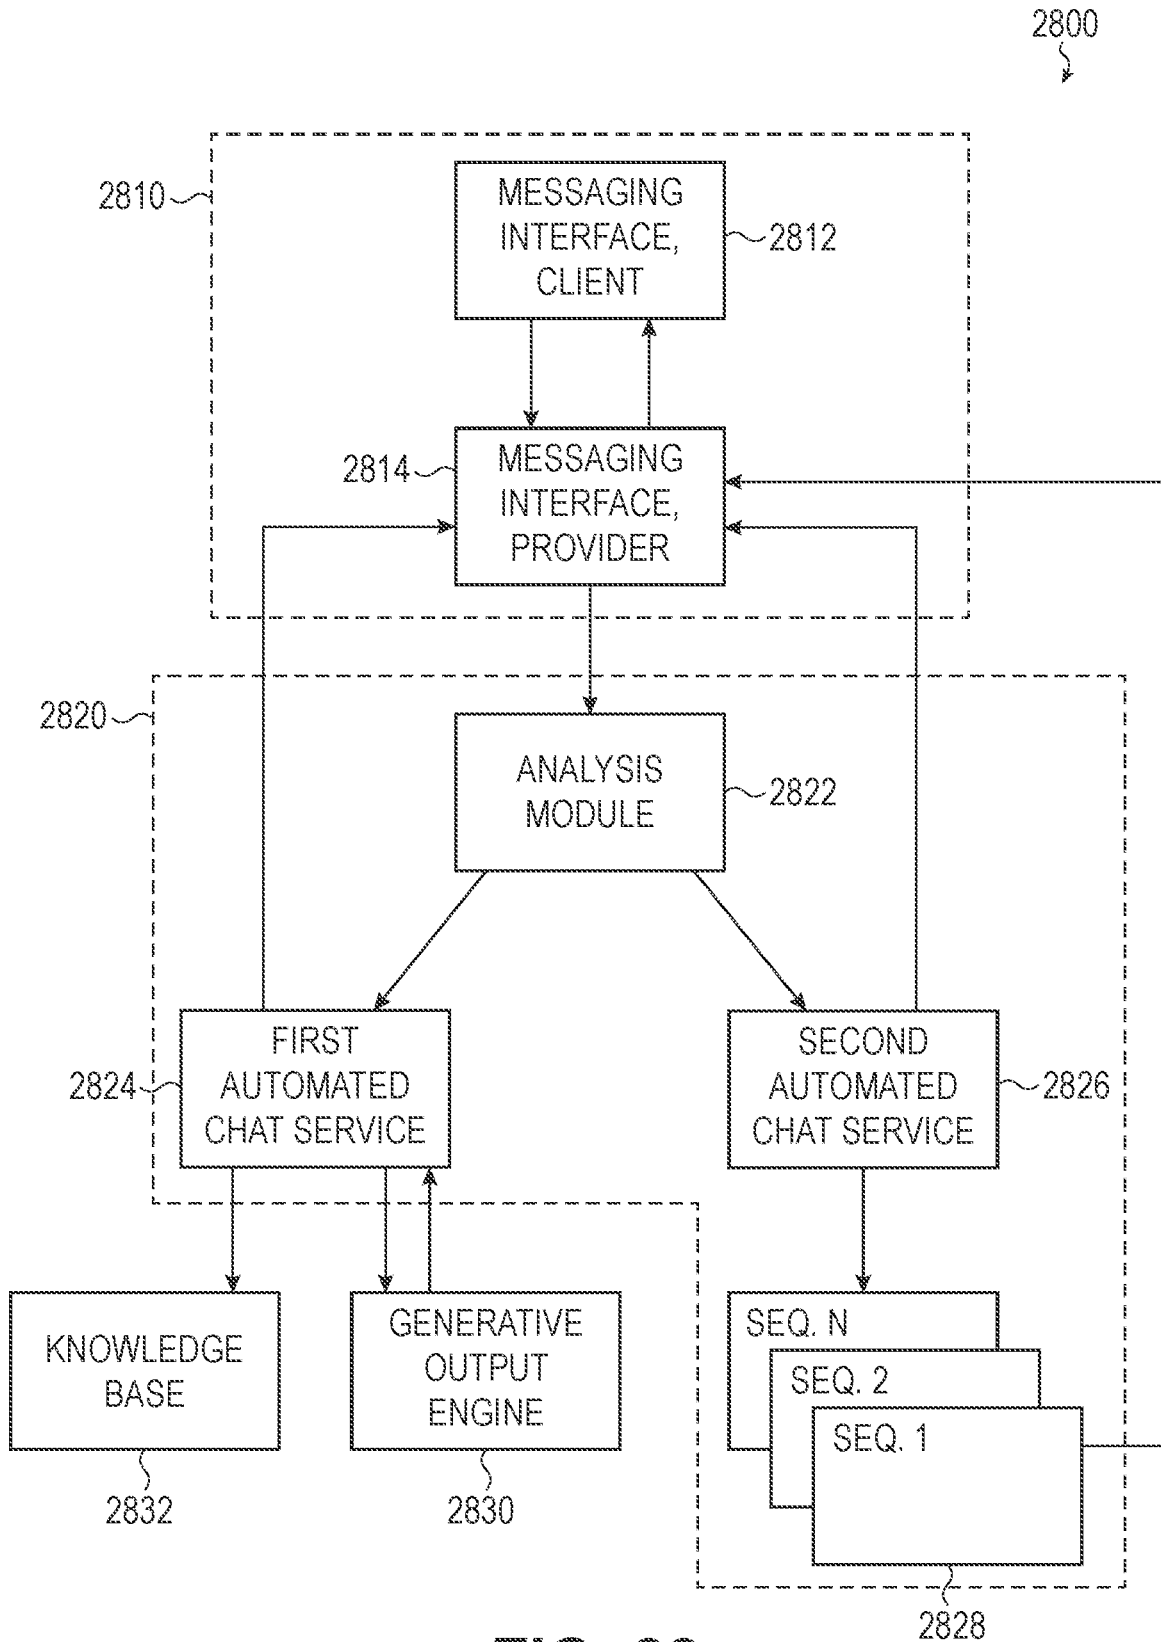 2800
2810
MESSAGING
INTERFACE,
CLIENT
2812
2814
MESSAGING
INTERFACE,
PROVIDER
2820
ANALYSIS
MODULE
2822
FIRST
AUTOMATED
CHAT SERVICE
2824
SECOND
AUTOMATED
CHAT SERVICE
2826
KNOWLEDGE
BASE
2832
GENERATIVE
OUTPUT
ENGINE
2830
SEQ. N
SEQ. 2
SEQ. 1
2828